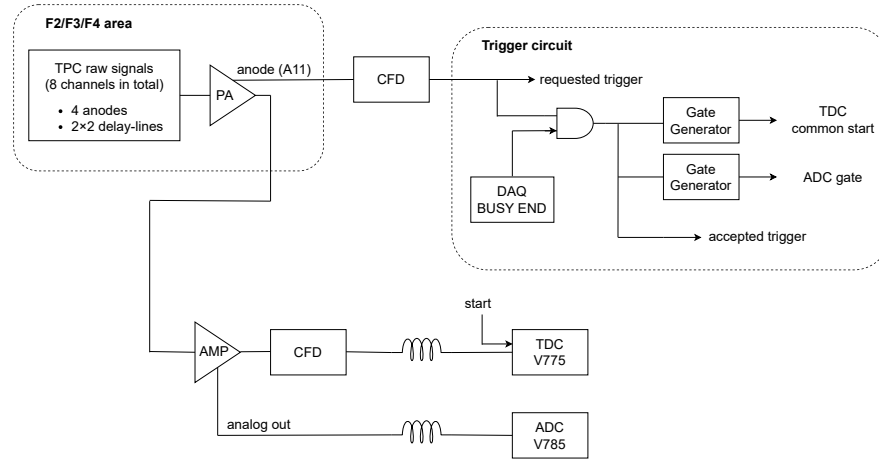 F2/F3/F4 area
TPC raw signals
(8 channels in total)
• 4 anodes
• 2×2 delay-lines
PA
anode (A11)
CFD
Trigger circuit
requested trigger
DAQ
BUSY END
Gate
Generator
TDC
common start
Gate
Generator
ADC gate
accepted trigger
AMP
CFD
start
TDC
V775
analog out
ADC
V785